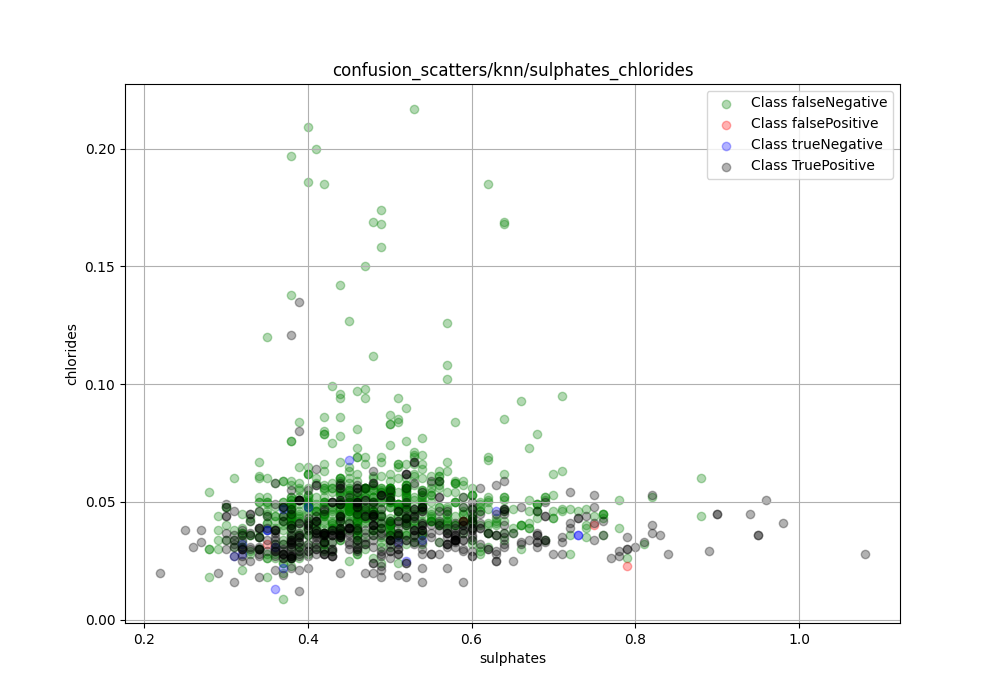 confusion_scatters/knn/sulphates_chlorides
Class falseNegative
Class falsePositive
Class trueNegative
Class TruePositive
chlorides
0.20
0.15
0.10
0.05
0.00
0.2
0.4
0.6
0.8
1.0
sulphates